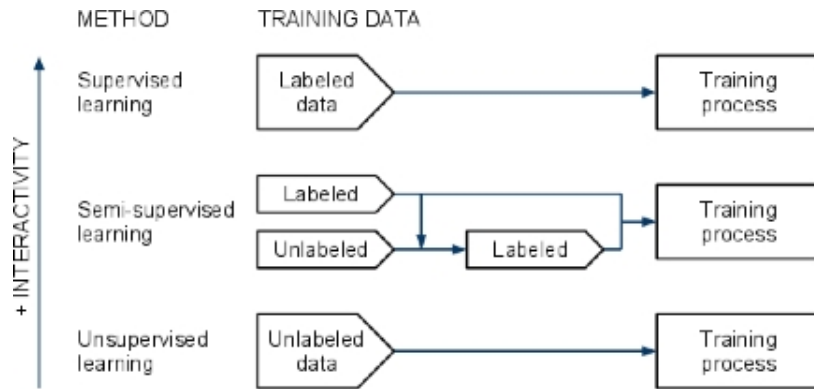 METHOD
TRAINING DATA
Supervised
learning
Labeled
data
Training
process
+ INTERACTIVITY
Semi-supervised
learning
Labeled
Unlabeled
Labeled
Training
process
Unsupervised
learning
Unlabeled
data
Training
process